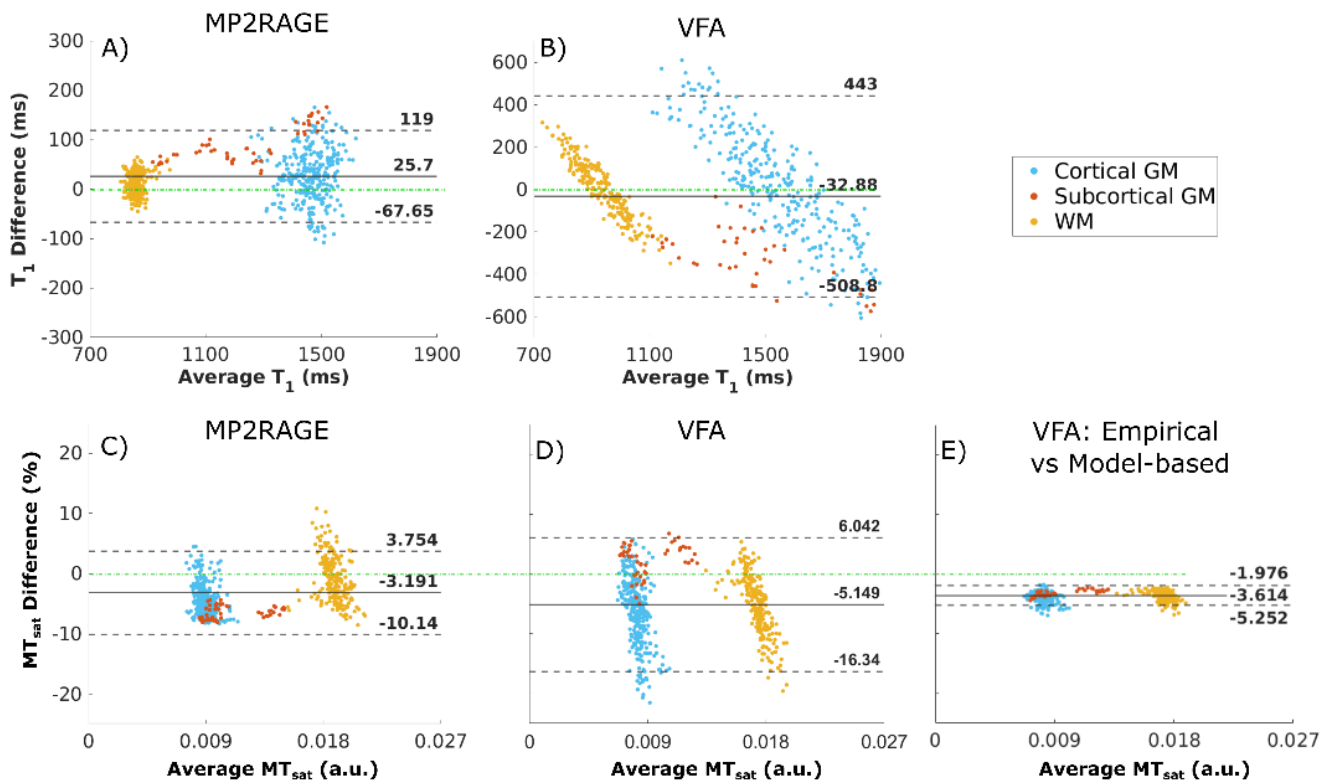 MP2RAGE
VFA
A)
B)
T1 Difference (ms)
300
200
100
0
-100
-200
-300
119
25.7
-67.65
700
1100
1500
1900
Average T1 (ms)
600
400
200
0
-200
-400
-600
443
-32.88
-508.8
700
1100
1500
1900
Average T1 (ms)
Cortical GM
Subcortical GM
WM
MP2RAGE
VFA
VFA: Empirical
vs Model-based
C)
D)
E)
MTsat Difference (%)
20
10
0
-10
-20
3.754
-3.191
-10.14
0
0.009
0.018
0.027
Average MTsat (a.u.)
6.042
-5.149
-16.34
0
0.009
0.018
0.027
Average MTsat (a.u.)
-1.976
-3.614
-5.252
0
0.009
0.018
0.027
Average MTsat (a.u.)